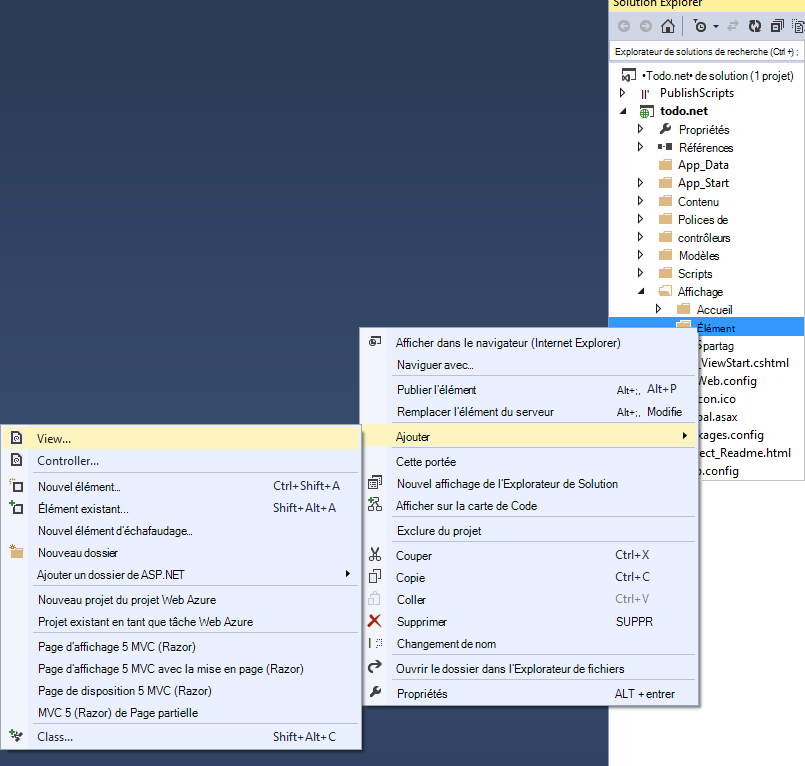 Solution Explorer
Explorateur de solutions de recherche (Ctrl +) ;
•Todo.net• de solution (1 projet)
PublishScripts
todo.net
Propriétés
Références
App_Data
App_Start
Contenu
Polices de
contrôleurs
Modèles
Scripts
Affichage
Accueil
Élément
Spartag
_ViewStart.cshtml
Web.config
con.ico
bal.asax
kages.config
ect_Readme.html
o.config
Afficher dans le navigateur (Internet Explorer)
Naviguer avec...
Publier l'élément Alt+;, Alt+P
Remplacer l'élément du serveur Alt+;, Modifie
Ajouter
Cette portée
Nouvel affichage de l'Explorateur de Solution
Afficher sur la carte de Code
Exclure du projet
Couper Ctrl+X
Copie Ctrl+C
Coller Ctrl+V
Supprimer SUPPR
Changement de nom
Ouvrir le dossier dans l'Explorateur de fichiers
Propriétés ALT +entrer
View...
Controller...
Nouvel élément... Ctrl+Shift+A
Élément existant... Shift+Alt+A
Nouvel élément d'échafaudage...
Nouveau dossier
Ajouter un dossier de ASP.NET
Nouveau projet du projet Web Azure
Projet existant en tant que tâche Web Azure
Page d'affichage 5 MVC (Razor)
Page d'affichage 5 MVC avec la mise en page (Razor)
Page de disposition 5 MVC (Razor)
MVC 5 (Razor) de Page partielle
Class... Shift+Alt+C